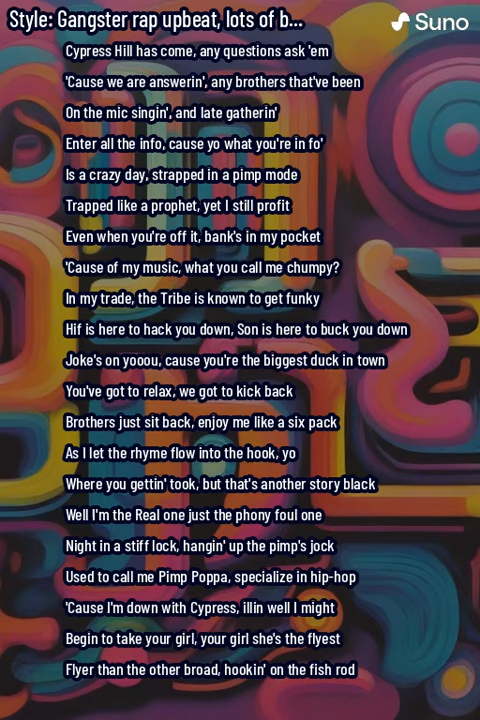 Style: Gangster rap upbeat, lots of b...
Suno
Cypress Hill has come, any questions ask 'em
'Cause we are answerin', any brothers that've been
On the mic singin', and late gatherin'
Enter all the info, cause yo what you're in fo'
Is a crazy day, strapped in a pimp mode
Trapped like a prophet, yet I still profit
Even when you're off it, bank's in my pocket
'Cause of my music, what you call me chumpy?
In my trade, the Tribe is known to get funky
Hif is here to hack you down, Son is here to buck you down
Joke's on yooou, cause you're the biggest duck in town
You've got to relax, we got to kick back
Brothers just sit back, enjoy me like a six pack
As I let the rhyme flow into the hook, yo
Where you gettin' took, but that's another story black
Well I'm the Real one just the phony foul one
Night in a stiff lock, hangin' up the pimp's jock
Used to call me Pimp Poppa, specialize in hip-hop
'Cause I'm down with Cypress, illin well I might
Begin to take your girl, your girl she's the flyest
Flyer than the other broad, hookin' on the fish rod